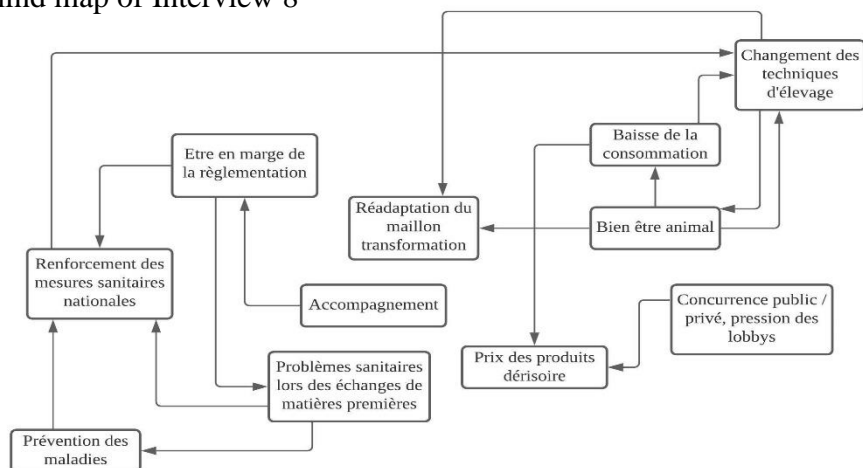 mind map of Interview 8
Changement des
techniques
d'élevage
Baisse de la
consommation
Etre en marge de
la règlementation
Réadaptation du
maillon
transformation
Bien être animal
Renforcement des
mesures sanitaires
nationales
Accompagnement
Concurrence public /
privé, pression des
lobbys
Prix des produits
dérisoire
Problèmes sanitaires
lors des échanges de
matières premières
Prévention des
maladies